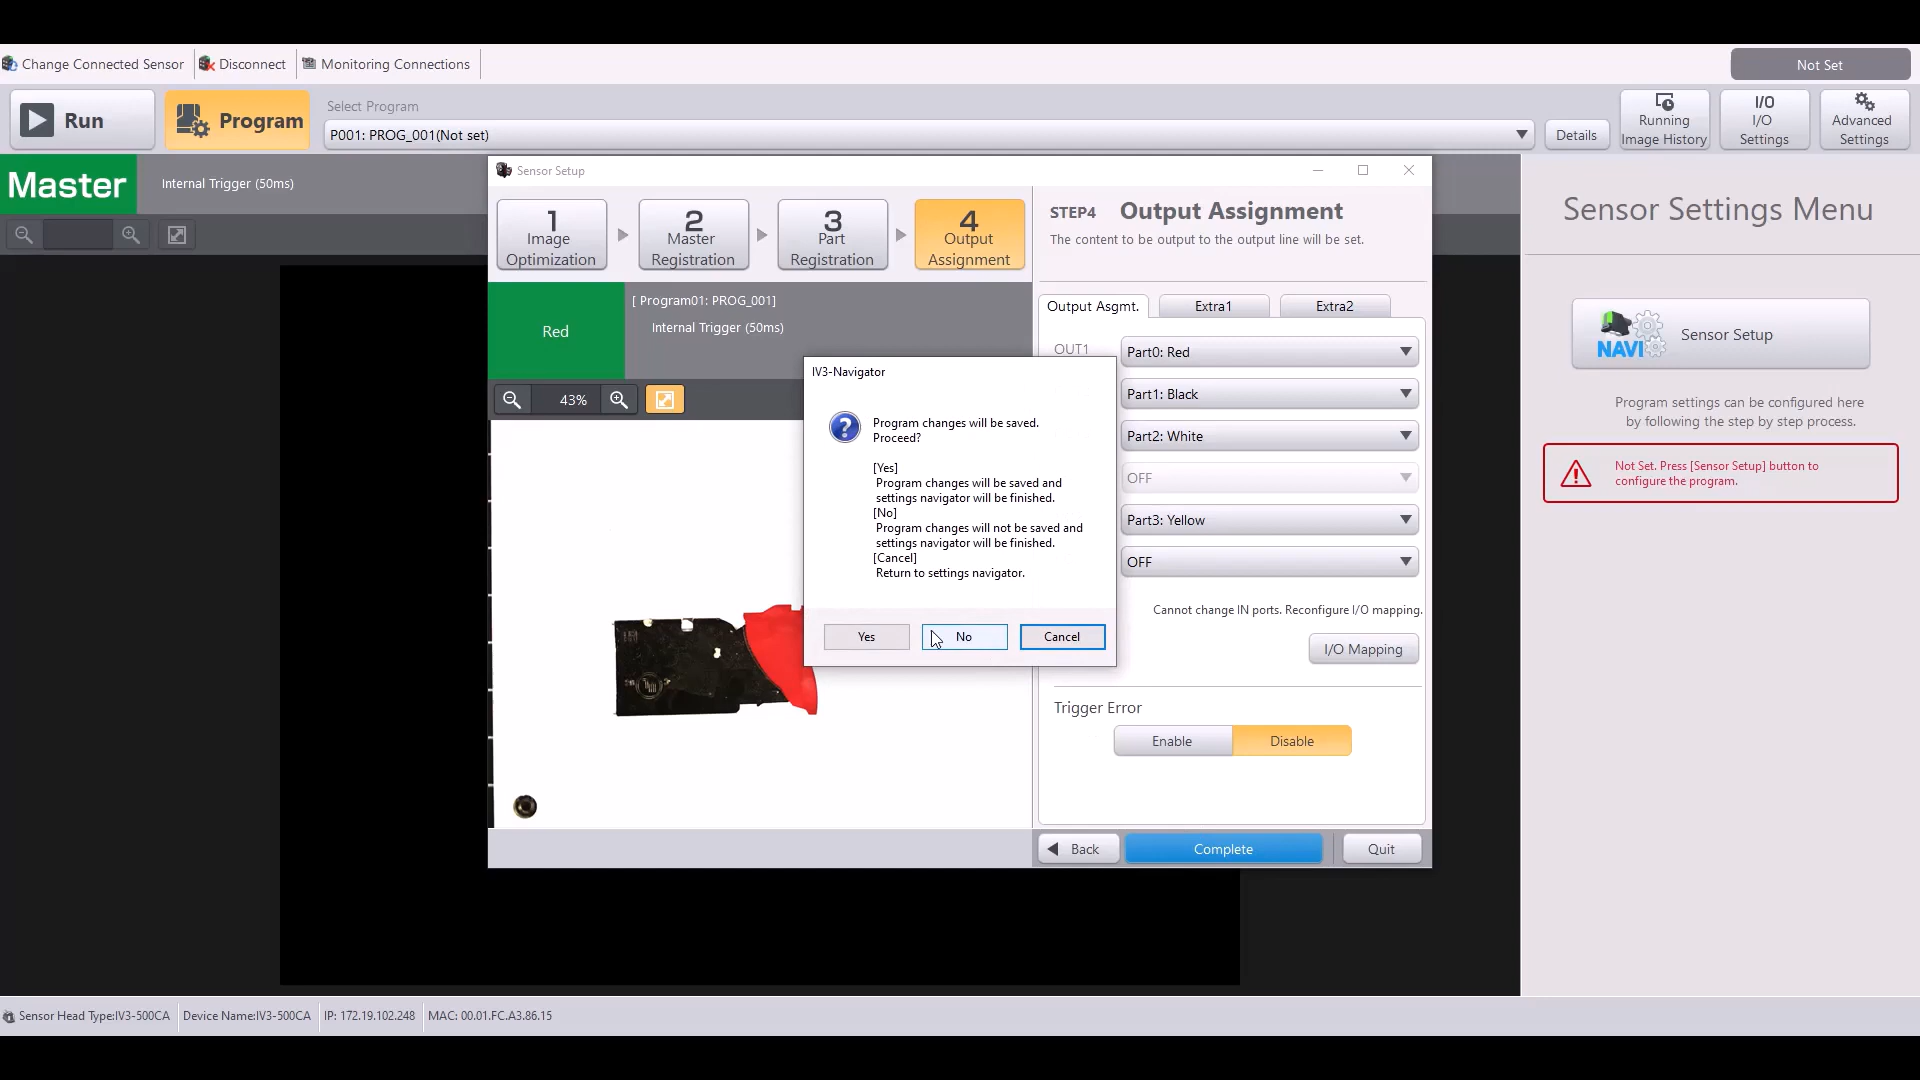 Change Connected Sensor
Disconnect
Monitoring Connections
Not Set
Run
Program
Select Program
P001: PROG_001(Not set)
Details
Running
Image History
I/O
I/O
Settings
Advanced
Settings
Master
Internal Trigger (50ms)
Sensor Setup
1
Image
Optimization
2
Master
Registration
3
Part
Registration
4
Output
Assignment
STEP4 Output Assignment
The content to be output to the output line will be set.
Red
[ Program01: PROG_001]
Internal Trigger (50ms)
43%
Output Asgmt.
Extra1
Extra2
OUT1
Part0: Red
Part1: Black
Part2: White
OFF
Part3: Yellow
OFF
Cannot change IN ports. Reconfigure I/O mapping.
I/O Mapping
Trigger Error
Enable
Disable
Back
Complete
Quit
IV3-Navigator
Program changes will be saved.
Proceed?
[Yes]
Program changes will be saved and
settings navigator will be finished.
[No]
Program changes will not be saved and
settings navigator will be finished.
[Cancel]
Return to settings navigator.
Yes
No
Cancel
Sensor Settings Menu
NAVI
Sensor Setup
Program settings can be configured here
by following the step by step process.
Not Set. Press [Sensor Setup] button to
configure the program.
Sensor Head Type:IV3-500CA
Device Name:IV3-500CA
IP: 172.19.102.248
MAC: 00.01.FC.A3.86.15